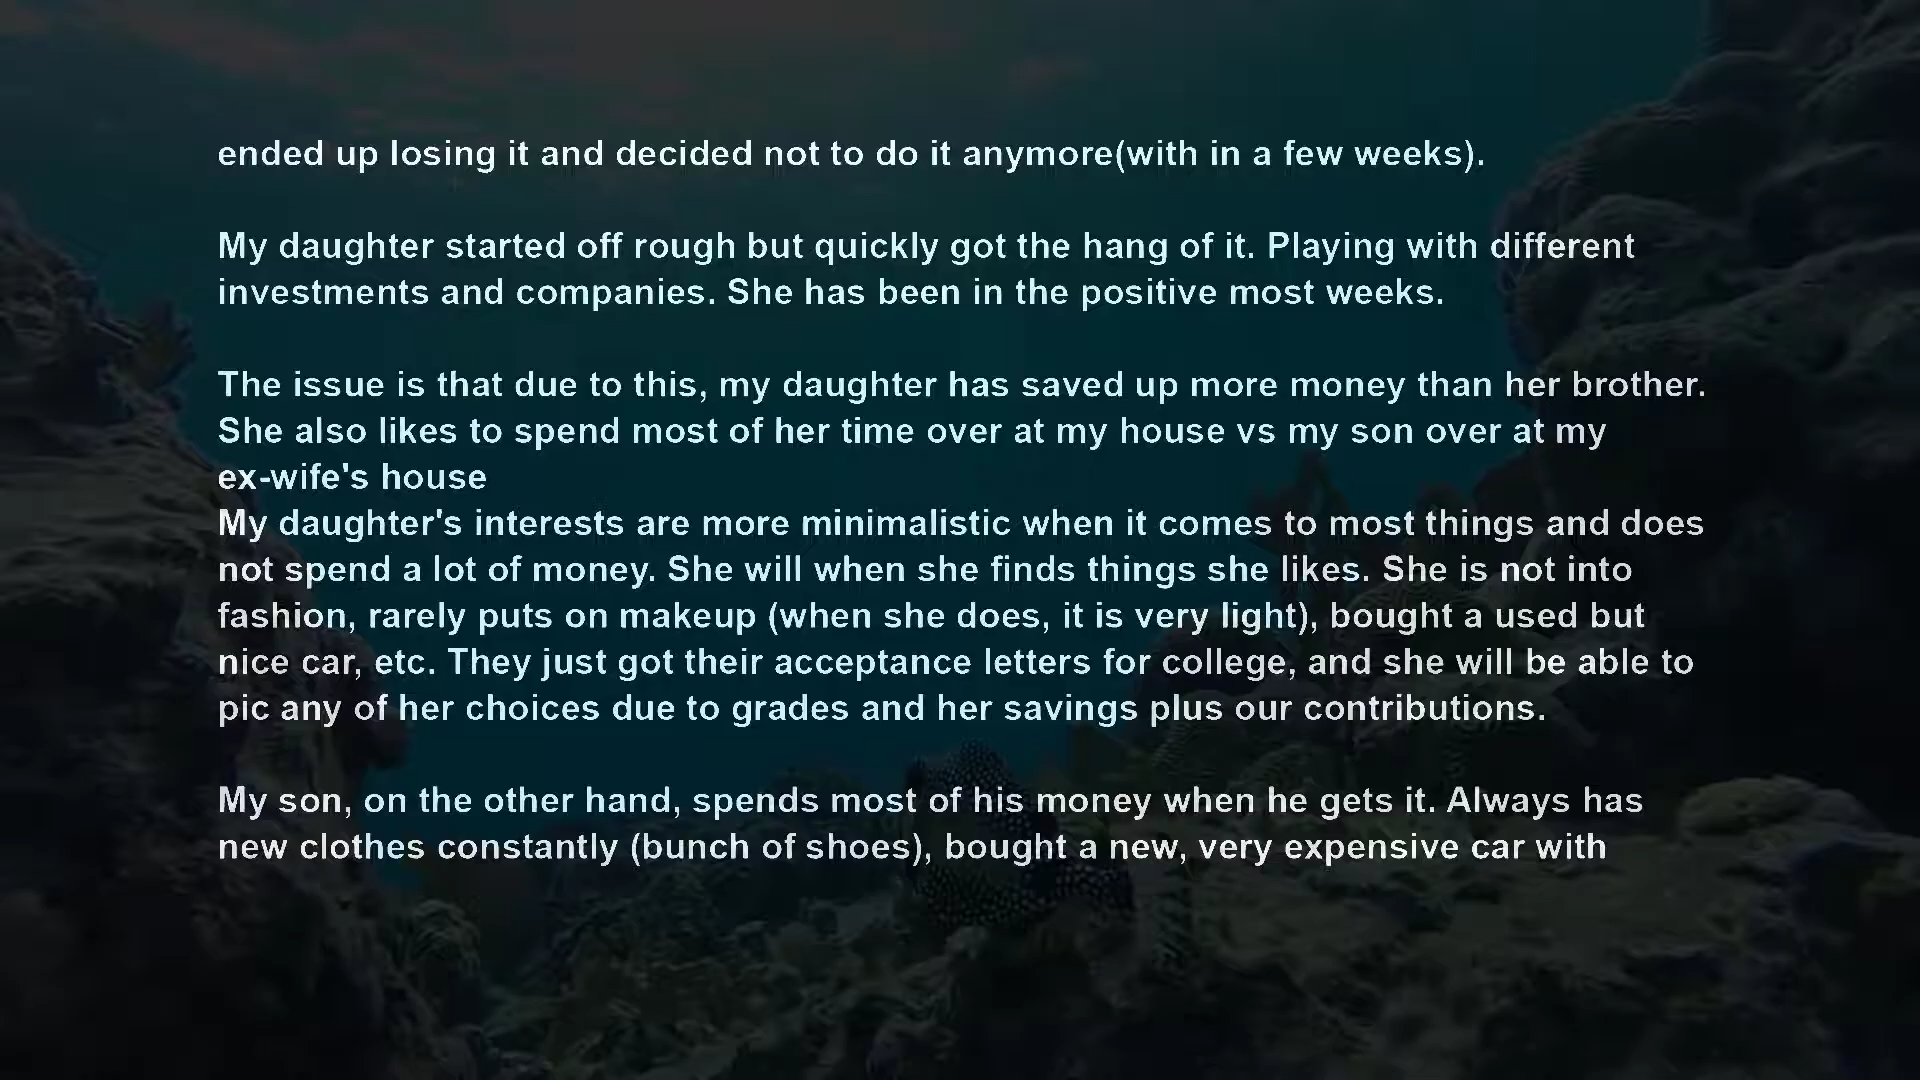 ended up losing it and decided not to do it anymore(with in a few weeks).
My daughter started off rough but quickly got the hang of it. Playing with different
investments and companies. She has been in the positive most weeks.
The issue is that due to this, my daughter has saved up more money than her brother.
She also likes to spend most of her time over at my house vs my son over at my
ex-wife's house
My daughter's interests are more minimalistic when it comes to most things and does
not spend a lot of money. She will when she finds things she likes. She is not into
fashion, rarely puts on makeup (when she does, it is very light), bought a used but
nice car, etc. They just got their acceptance letters for college, and she will be able to
pic any of her choices due to grades and her savings plus our contributions.
My son, on the other hand, spends most of his money when he gets it. Always has
new clothes constantly (bunch of shoes), bought a new, very expensive car with